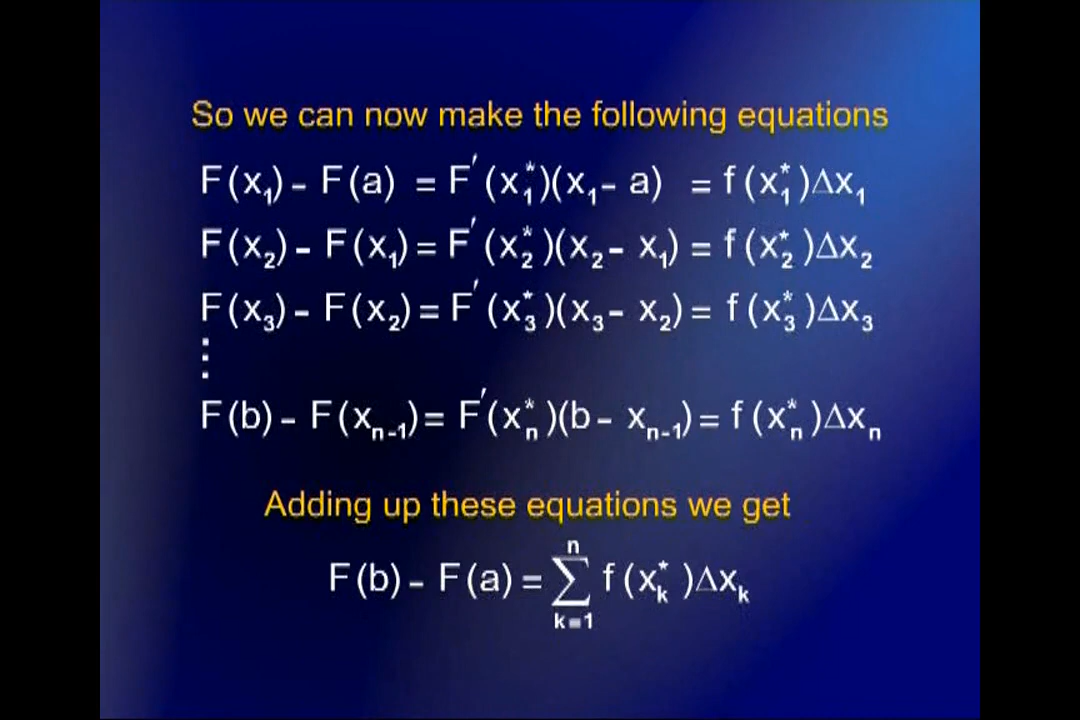 So we can now make the following equations
F(x₁) - F(a) = F′(x₁*)(x₁ - a) = f(x₁*)Δx₁
F(x₂) - F(x₁) = F′(x₂*)(x₂ - x₁) = f(x₂*)Δx₂
F(x₃) - F(x₂) = F′(x₃*)(x₃ - x₂) = f(x₃*)Δx₃
⋮
F(b) - F(xₙ₋₁) = F′(xₙ*)(b - xₙ₋₁) = f(xₙ*)Δxₙ
Adding up these equations we get
F(b) - F(a) = ∑ₖ₌₁ⁿ f(xₖ*)Δxₖ